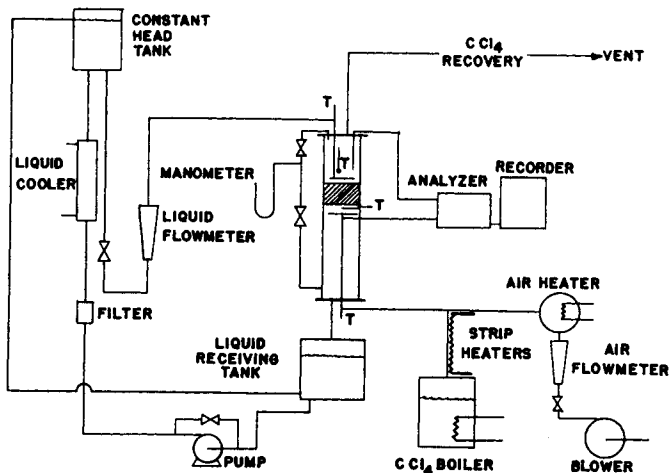 CONSTANT
HEAD
TANK
C Cl4
RECOVERY
VENT
T
T
LIQUID
COOLER
MANOMETER
LIQUID
FLOWMETER
ANALYZER
RECORDER
T
FILTER
T
AIR HEATER
LIQUID
RECEIVING
TANK
STRIP
HEATERS
AIR
FLOWMETER
PUMP
C Cl4 BOILER
BLOWER